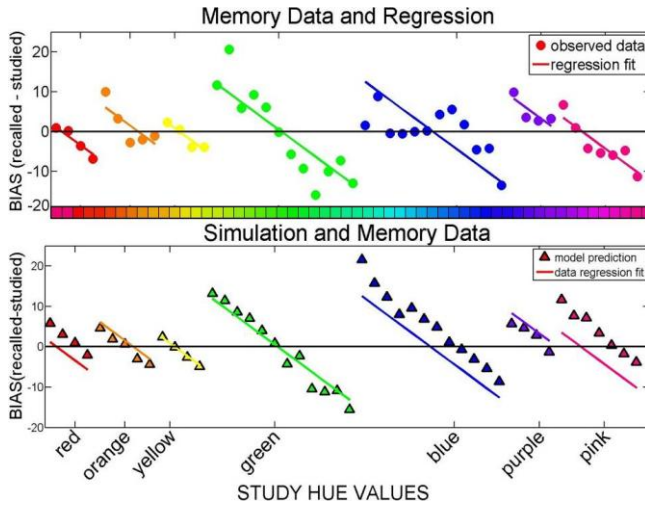 Memory Data and Regression
BIAS (recalled - studied)
20
10
0
-10
-20
observed data
regression fit
Simulation and Memory Data
BIAS(recalled-studied)
20
10
0
-10
-20
model prediction
data regression fit
red
orange
yellow
green
blue
purple
pink
STUDY HUE VALUES